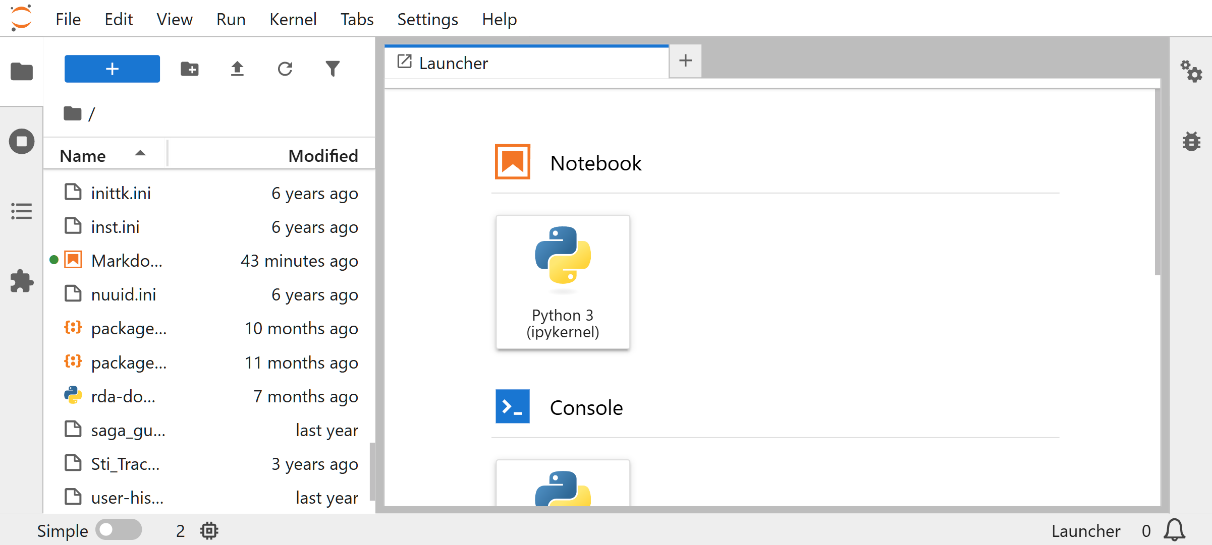 File Edit View Run Kernel Tabs Settings Help
+
Launcher
+
/
Name Modified
inittk.ini 6 years ago
inst.ini 6 years ago
Markdo... 43 minutes ago
nuuid.ini 6 years ago
package... 10 months ago
package... 11 months ago
rda-do... 7 months ago
saga_gu... last year
Sti_Trac... 3 years ago
user-his... last year
Notebook
Python 3
(ipykernel)
Console
Simple 2 Launcher 0